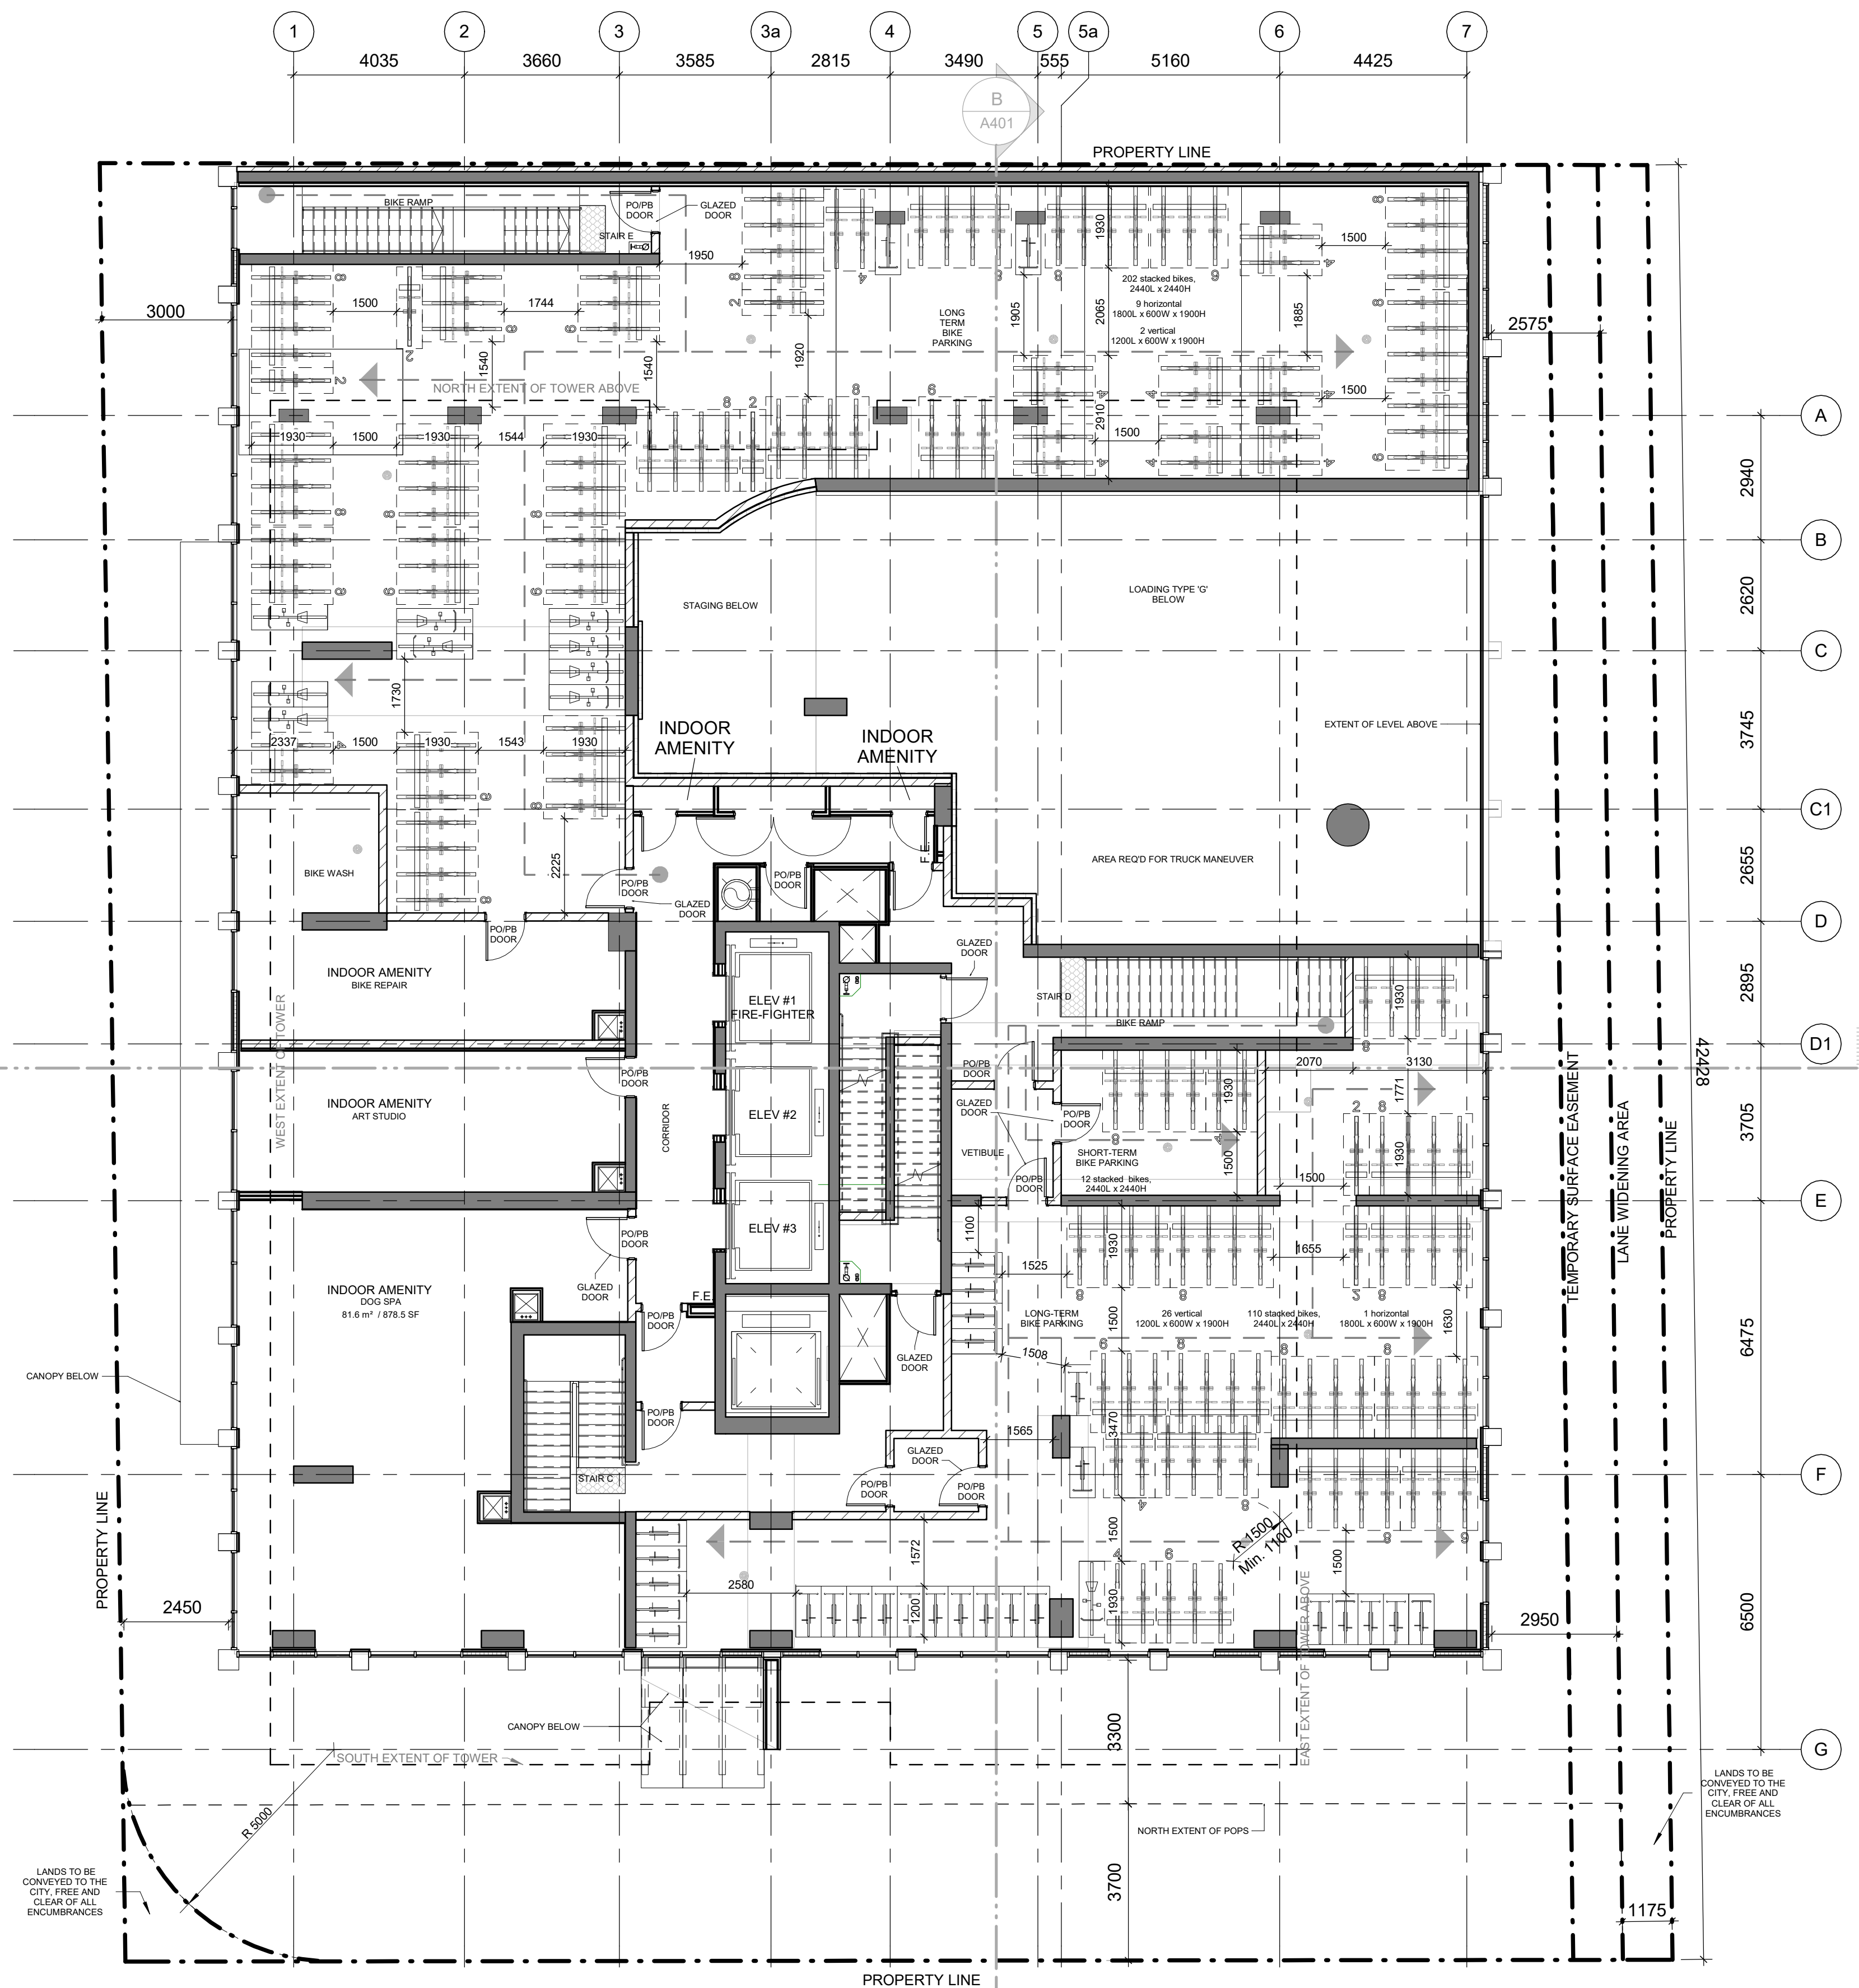 1
2
3
3a
4
5
5a
6
7
4035
3660
3585
2815
3490
555
5160
4425
B
A401
PROPERTY LINE
BIKE RAMP
PO/PB
DOOR
GLAZED
DOOR
STAIR E
1950
1930
1500
202 stacked bikes,
2440L x 2440H
9 horizontal
1800L x 600W x 1900H
2 vertical
1200L x 600W x 1900H
LONG
TERM
BIKE
PARKING
1905
2065
1885
3000
1500
1744
2575
1540
1540
1920
NORTH EXTENT OF TOWER ABOVE
1500
A
1930
1500
1930
1544
1930
2910
1500
2940
B
STAGING BELOW
LOADING TYPE 'G'
BELOW
2620
C
1730
INDOOR
AMENITY
INDOOR
AMENITY
EXTENT OF LEVEL ABOVE
3745
2337
1500
1930
1543
1930
C1
F.E.
AREA REQ'D FOR TRUCK MANEUVER
2655
BIKE WASH
2225
PO/PB
DOOR
PO/PB
DOOR
GLAZED
DOOR
D
PO/PB
DOOR
GLAZED
DOOR
INDOOR AMENITY
BIKE REPAIR
ELEV #1
FIRE-FIGHTER
STAIR D
1930
BIKE RAMP
2895
WEST EXTENT OF TOWER
D1
PO/PB
DOOR
PO/PB
DOOR
2070
3130
42428
INDOOR AMENITY
ART STUDIO
CORRIDOR
ELEV #2
GLAZED
DOOR
PO/PB
DOOR
1930
1771
VETIBULE
SHORT-TERM
BIKE PARKING
12 stacked bikes,
2440L x 2440H
PO/PB
DOOR
1500
1930
1500
3705
TEMPORARY SURFACE EASEMENT
LANE WIDENING AREA
PROPERTY LINE
E
PO/PB
DOOR
ELEV #3
1100
1930
1525
1655
INDOOR AMENITY
DOG SPA
81.6 m² / 878.5 SF
GLAZED
DOOR
F.E.
PO/PB
DOOR
LONG-TERM
BIKE PARKING
26 vertical
1200L x 600W x 1900H
110 stacked bikes,
2440L x 2440H
1 horizontal
1800L x 600W x 1900H
1500
1630
1508
GLAZED
DOOR
6475
CANOPY BELOW
PO/PB
DOOR
1565
3470
GLAZED
DOOR
PO/PB
DOOR
PO/PB
DOOR
STAIR C
F
PROPERTY LINE
1572
1500
R 1500
Min. 1100
1500
2580
1200
1930
2450
2950
6500
EAST EXTENT OF TOWER ABOVE
CANOPY BELOW
SOUTH EXTENT OF TOWER
3300
G
LANDS TO BE
CONVEYED TO THE
CITY, FREE AND
CLEAR OF ALL
ENCUMBRANCES
R 5000
NORTH EXTENT OF POPS
3700
LANDS TO BE
CONVEYED TO THE
CITY, FREE AND
CLEAR OF ALL
ENCUMBRANCES
1175
PROPERTY LINE